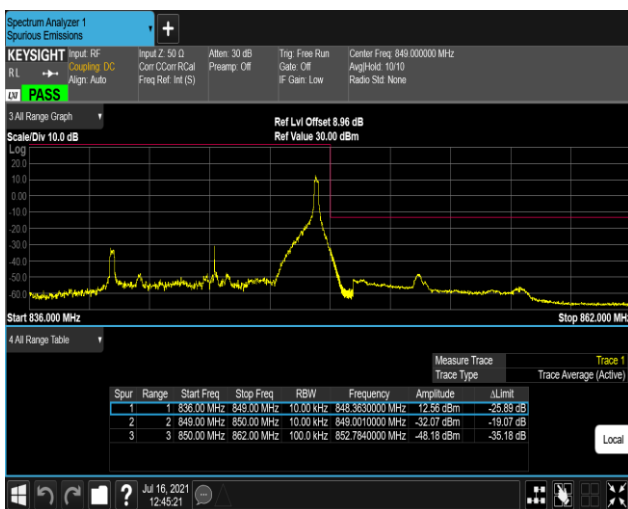 Spectrum Analyzer 1
Spurious Emissions
+
KEYSIGHT Input: RF Input Z: 50 Ω Atten: 30 dB Trig: Free Run Center Freq: 849.000000 MHz
RL Coupling: DC Corr CCorr RCal Preamp: Off Gate: Off Avg|Hold: 10/10
Align: Auto Freq Ref: Int (S) IF Gain: Low Radio Std: None
LXI PASS
3 All Range Graph
Ref Lvl Offset 8.96 dB
Scale/Div 10.0 dB Ref Value 30.00 dBm
Log
20.0
10.0
0.00
-10.0
-20.0
-30.0
-40.0
-50.0
-60.0
Start 836.000 MHz Stop 862.000 MHz
4 All Range Table
Measure Trace Trace 1
Trace Type Trace Average (Active)
Spur Range Start Freq Stop Freq RBW Frequency Amplitude ΔLimit
1 1 836.00 MHz 849.00 MHz 10.00 kHz 848.3630000 MHz 12.56 dBm -25.89 dB
2 2 849.00 MHz 850.00 MHz 10.00 kHz 849.0010000 MHz -32.07 dBm -19.07 dB
3 3 850.00 MHz 862.00 MHz 100.0 kHz 852.7840000 MHz -48.18 dBm -35.18 dB
Local
? Jul 16, 2021
12:45:21